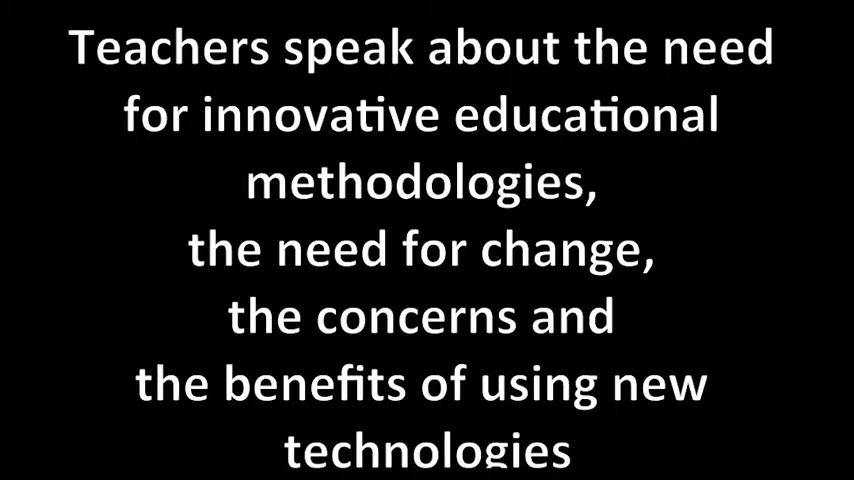 Teachers speak about the need
for innovative educational
methodologies,
the need for change,
the concerns and
the benefits of using new
technologies